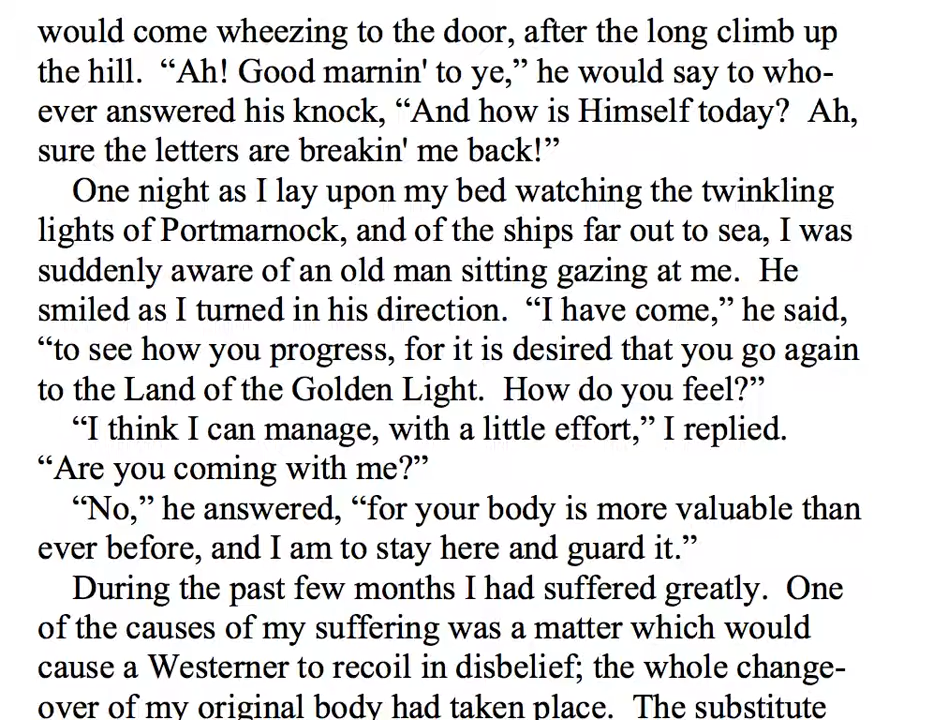 would come wheezing to the door, after the long climb up
the hill.  “Ah! Good marnin' to ye,” he would say to who-
ever answered his knock, “And how is Himself today?  Ah,
sure the letters are breakin' me back!”
One night as I lay upon my bed watching the twinkling
lights of Portmarnock, and of the ships far out to sea, I was
suddenly aware of an old man sitting gazing at me.  He
smiled as I turned in his direction.  “I have come,” he said,
“to see how you progress, for it is desired that you go again
to the Land of the Golden Light.  How do you feel?”
“I think I can manage, with a little effort,” I replied.
“Are you coming with me?”
“No,” he answered, “for your body is more valuable than
ever before, and I am to stay here and guard it.”
During the past few months I had suffered greatly.  One
of the causes of my suffering was a matter which would
cause a Westerner to recoil in disbelief; the whole change-
over of my original body had taken place.  The substitute